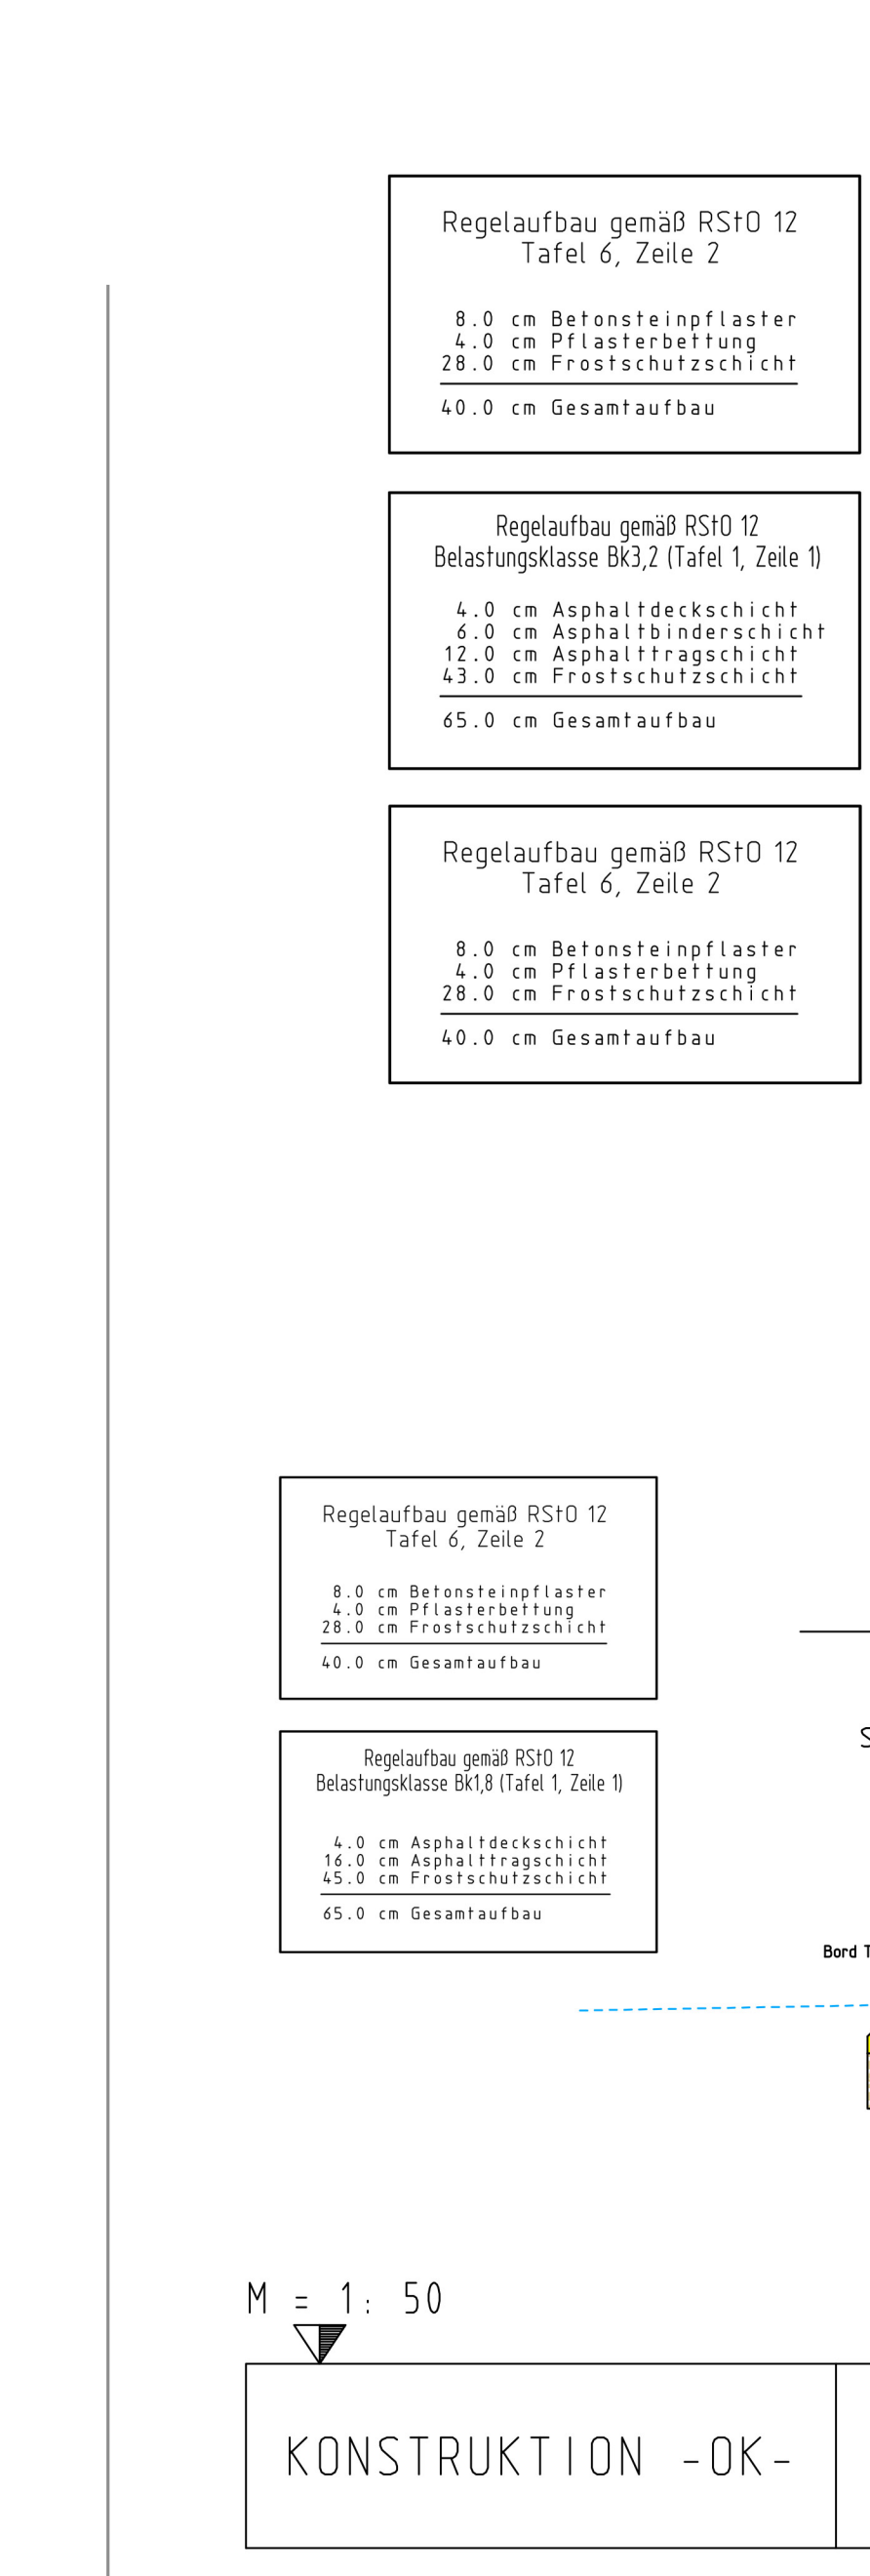 Regelaufbau gemäß RStO 12
Tafel 6, Zeile 2
8.0 cm Betonsteinpflaster
4.0 cm Pflasterbettung
28.0 cm Frostschutzschicht
40.0 cm Gesamtaufbau
Regelaufbau gemäß RStO 12
Belastungsklasse Bk3,2 (Tafel 1, Zeile 1)
4.0 cm Asphaltdeckschicht
6.0 cm Asphaltbinderschicht
12.0 cm Asphalttragschicht
43.0 cm Frostschutzschicht
65.0 cm Gesamtaufbau
Regelaufbau gemäß RStO 12
Tafel 6, Zeile 2
8.0 cm Betonsteinpflaster
4.0 cm Pflasterbettung
28.0 cm Frostschutzschicht
40.0 cm Gesamtaufbau
Regelaufbau gemäß RStO 12
Tafel 6, Zeile 2
8.0 cm Betonsteinpflaster
4.0 cm Pflasterbettung
28.0 cm Frostschutzschicht
40.0 cm Gesamtaufbau
Regelaufbau gemäß RStO 12
Belastungsklasse Bk1,8 (Tafel 1, Zeile 1)
4.0 cm Asphaltdeckschicht
16.0 cm Asphalttragschicht
45.0 cm Frostschutzschicht
65.0 cm Gesamtaufbau
Bord T
M = 1: 50
KONSTRUKTION -OK-